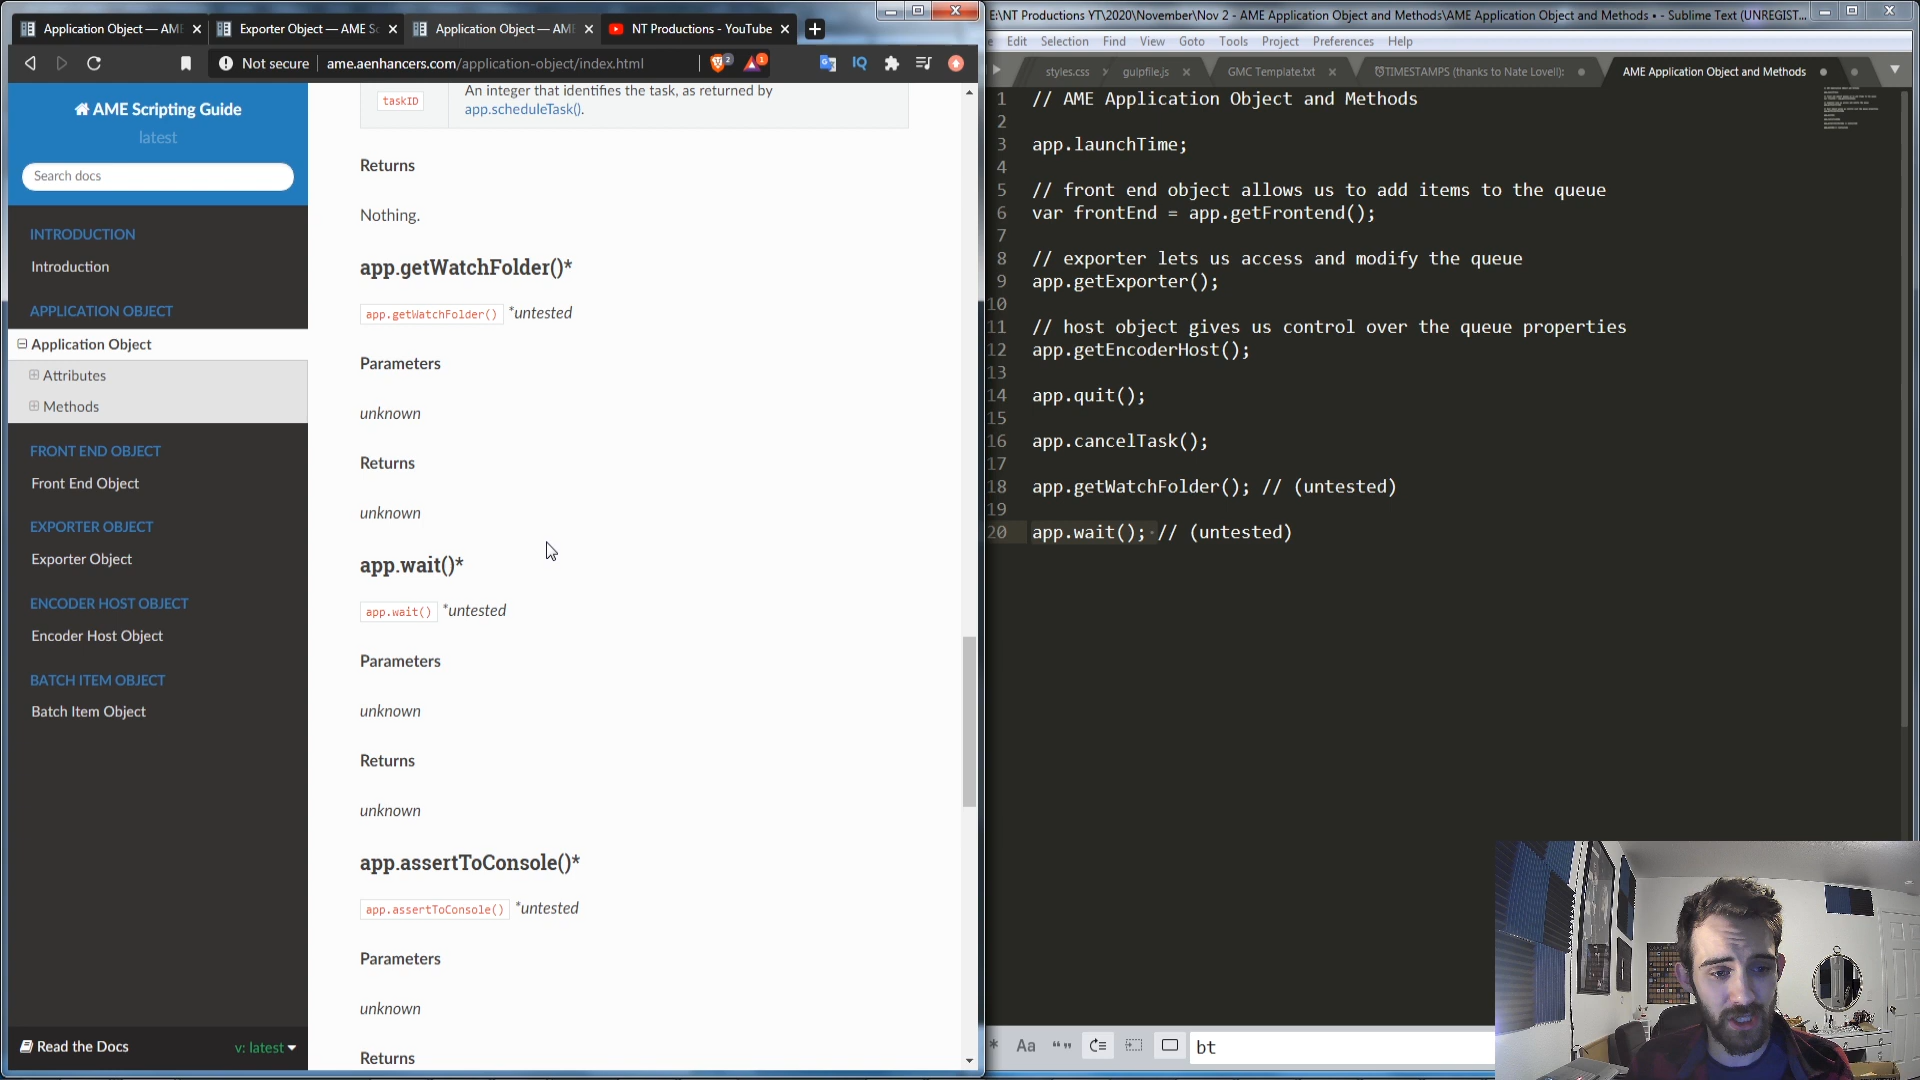 Application Object — AME
Exporter Object — AME Sc
Application Object — AME
NT Productions - YouTube
Not secure
ame.aenhancers.com/application-object/index.html
2
1
IQ
AME Scripting Guide
latest
Search docs
INTRODUCTION
Introduction
APPLICATION OBJECT
Application Object
Attributes
Methods
FRONT END OBJECT
Front End Object
EXPORTER OBJECT
Exporter Object
ENCODER HOST OBJECT
Encoder Host Object
BATCH ITEM OBJECT
Batch Item Object
Read the Docs
v: latest
taskID
An integer that identifies the task, as returned by
app.scheduleTask().
Returns
Nothing.
app.getWatchFolder()*
app.getWatchFolder() *untested
Parameters
unknown
Returns
unknown
app.wait()*
app.wait() *untested
Parameters
unknown
Returns
unknown
app.assertToConsole()*
app.assertToConsole() *untested
Parameters
unknown
Returns
E:\NT Productions YT\2020\November\Nov 2 - AME Application Object and Methods\AME Application Object and Methods • - Sublime Text (UNREGIST...
Edit Selection Find View Goto Tools Project Preferences Help
styles.css
gulpfile.js
GMC Template.txt
TIMESTAMPS (thanks to Nate Lovell):
AME Application Object and Methods
1 // AME Application Object and Methods
2
3 app.launchTime;
4
5 // front end object allows us to add items to the queue
6 var frontEnd = app.getFrontend();
7
8 // exporter lets us access and modify the queue
9 app.getExporter();
10
11 // host object gives us control over the queue properties
12 app.getEncoderHost();
13
14 app.quit();
15
16 app.cancelTask();
17
18 app.getWatchFolder(); // (untested)
19
20 app.wait(); // (untested)
Aa
bt